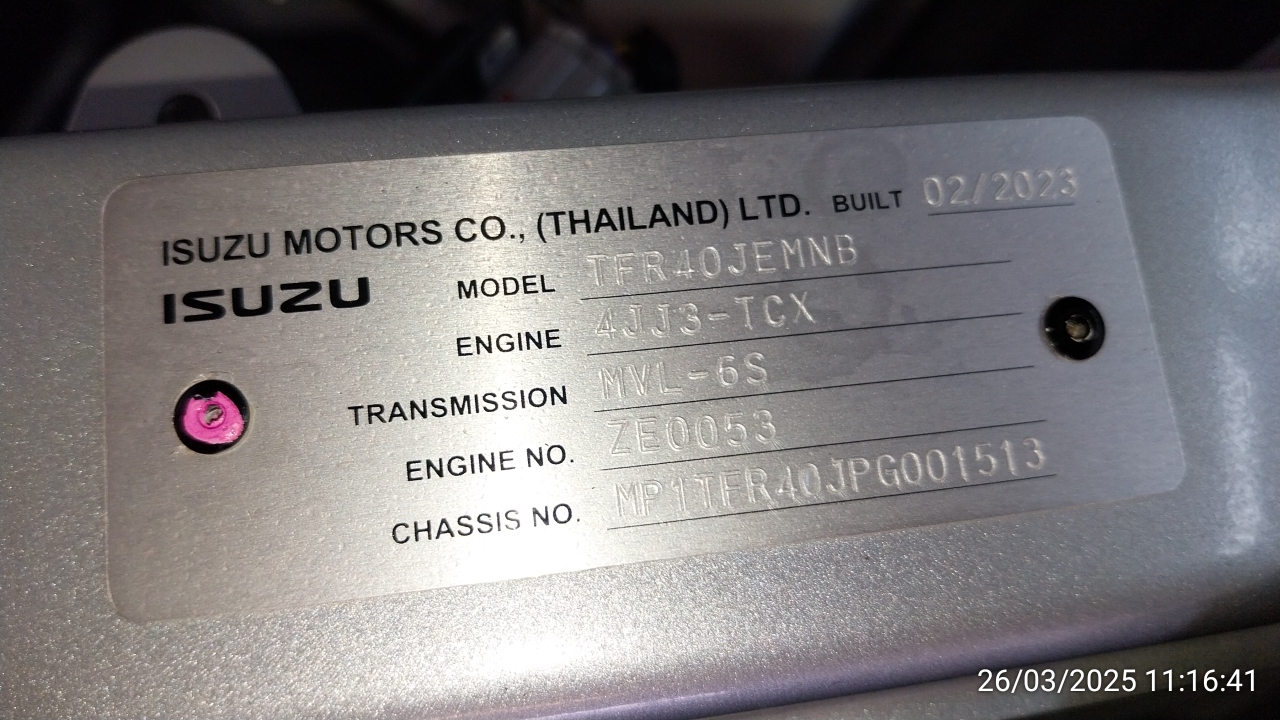 ISUZU MOTORS CO., (THAILAND) LTD. BUILT 02/2023
ISUZU
MODEL TFR40JEMNB
ENGINE 4JJ3-TCX
TRANSMISSION MVL-6S
ENGINE NO. ZE0053
CHASSIS NO. MP1TFR40JPG001513
26/03/2025 11:16:41